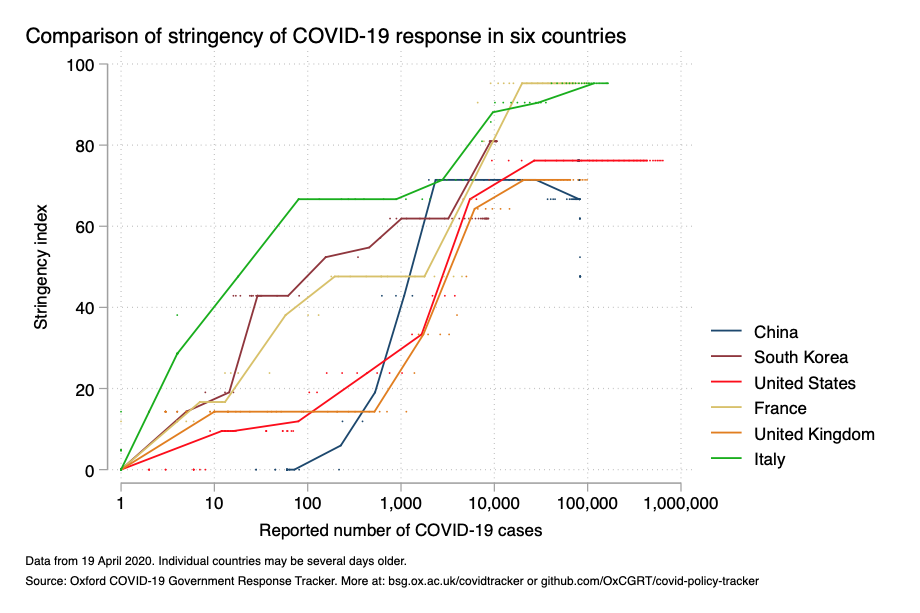 Comparison of stringency of COVID-19 response in six countries
100
80
60
40
20
0
Stringency index
1
10
100
1,000
10,000
100,000
1,000,000
Reported number of COVID-19 cases
China
South Korea
United States
France
United Kingdom
Italy
Data from 19 April 2020. Individual countries may be several days older.
Source: Oxford COVID-19 Government Response Tracker. More at: bsg.ox.ac.uk/covidtracker or github.com/OxCGRT/covid-policy-tracker